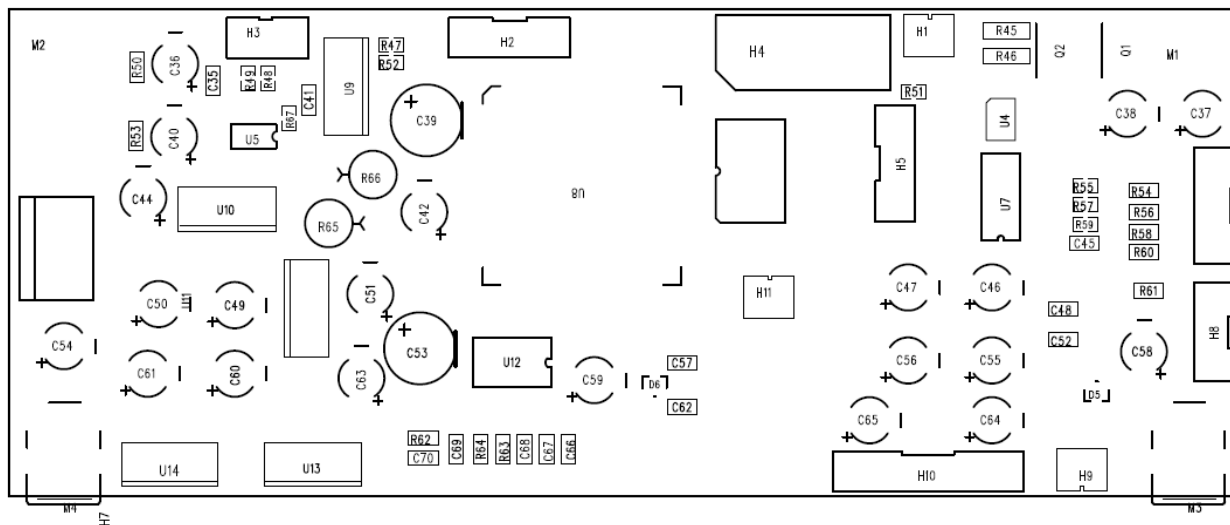 M2
R50
C36
C35
H3
R49
R48
R67
C41
U9
R47
R52
H2
H4
H1
R45
R46
Q2
Q1
M1
R53
C40
U5
C39
R51
U4
C38
C37
C44
U10
R66
R65
C42
U8
H5
U7
R55
R57
R59
C45
R54
R56
R58
R60
C50
U11
C49
C51
H11
C47
C46
R61
C48
C52
H8
C54
C61
C60
C63
C53
U12
C59
C57
D6
C62
C56
C55
C58
D5
C65
C64
U14
U13
R62
C70
C69
R64
R63
C68
C67
C66
H10
H9
M4
H7
M3